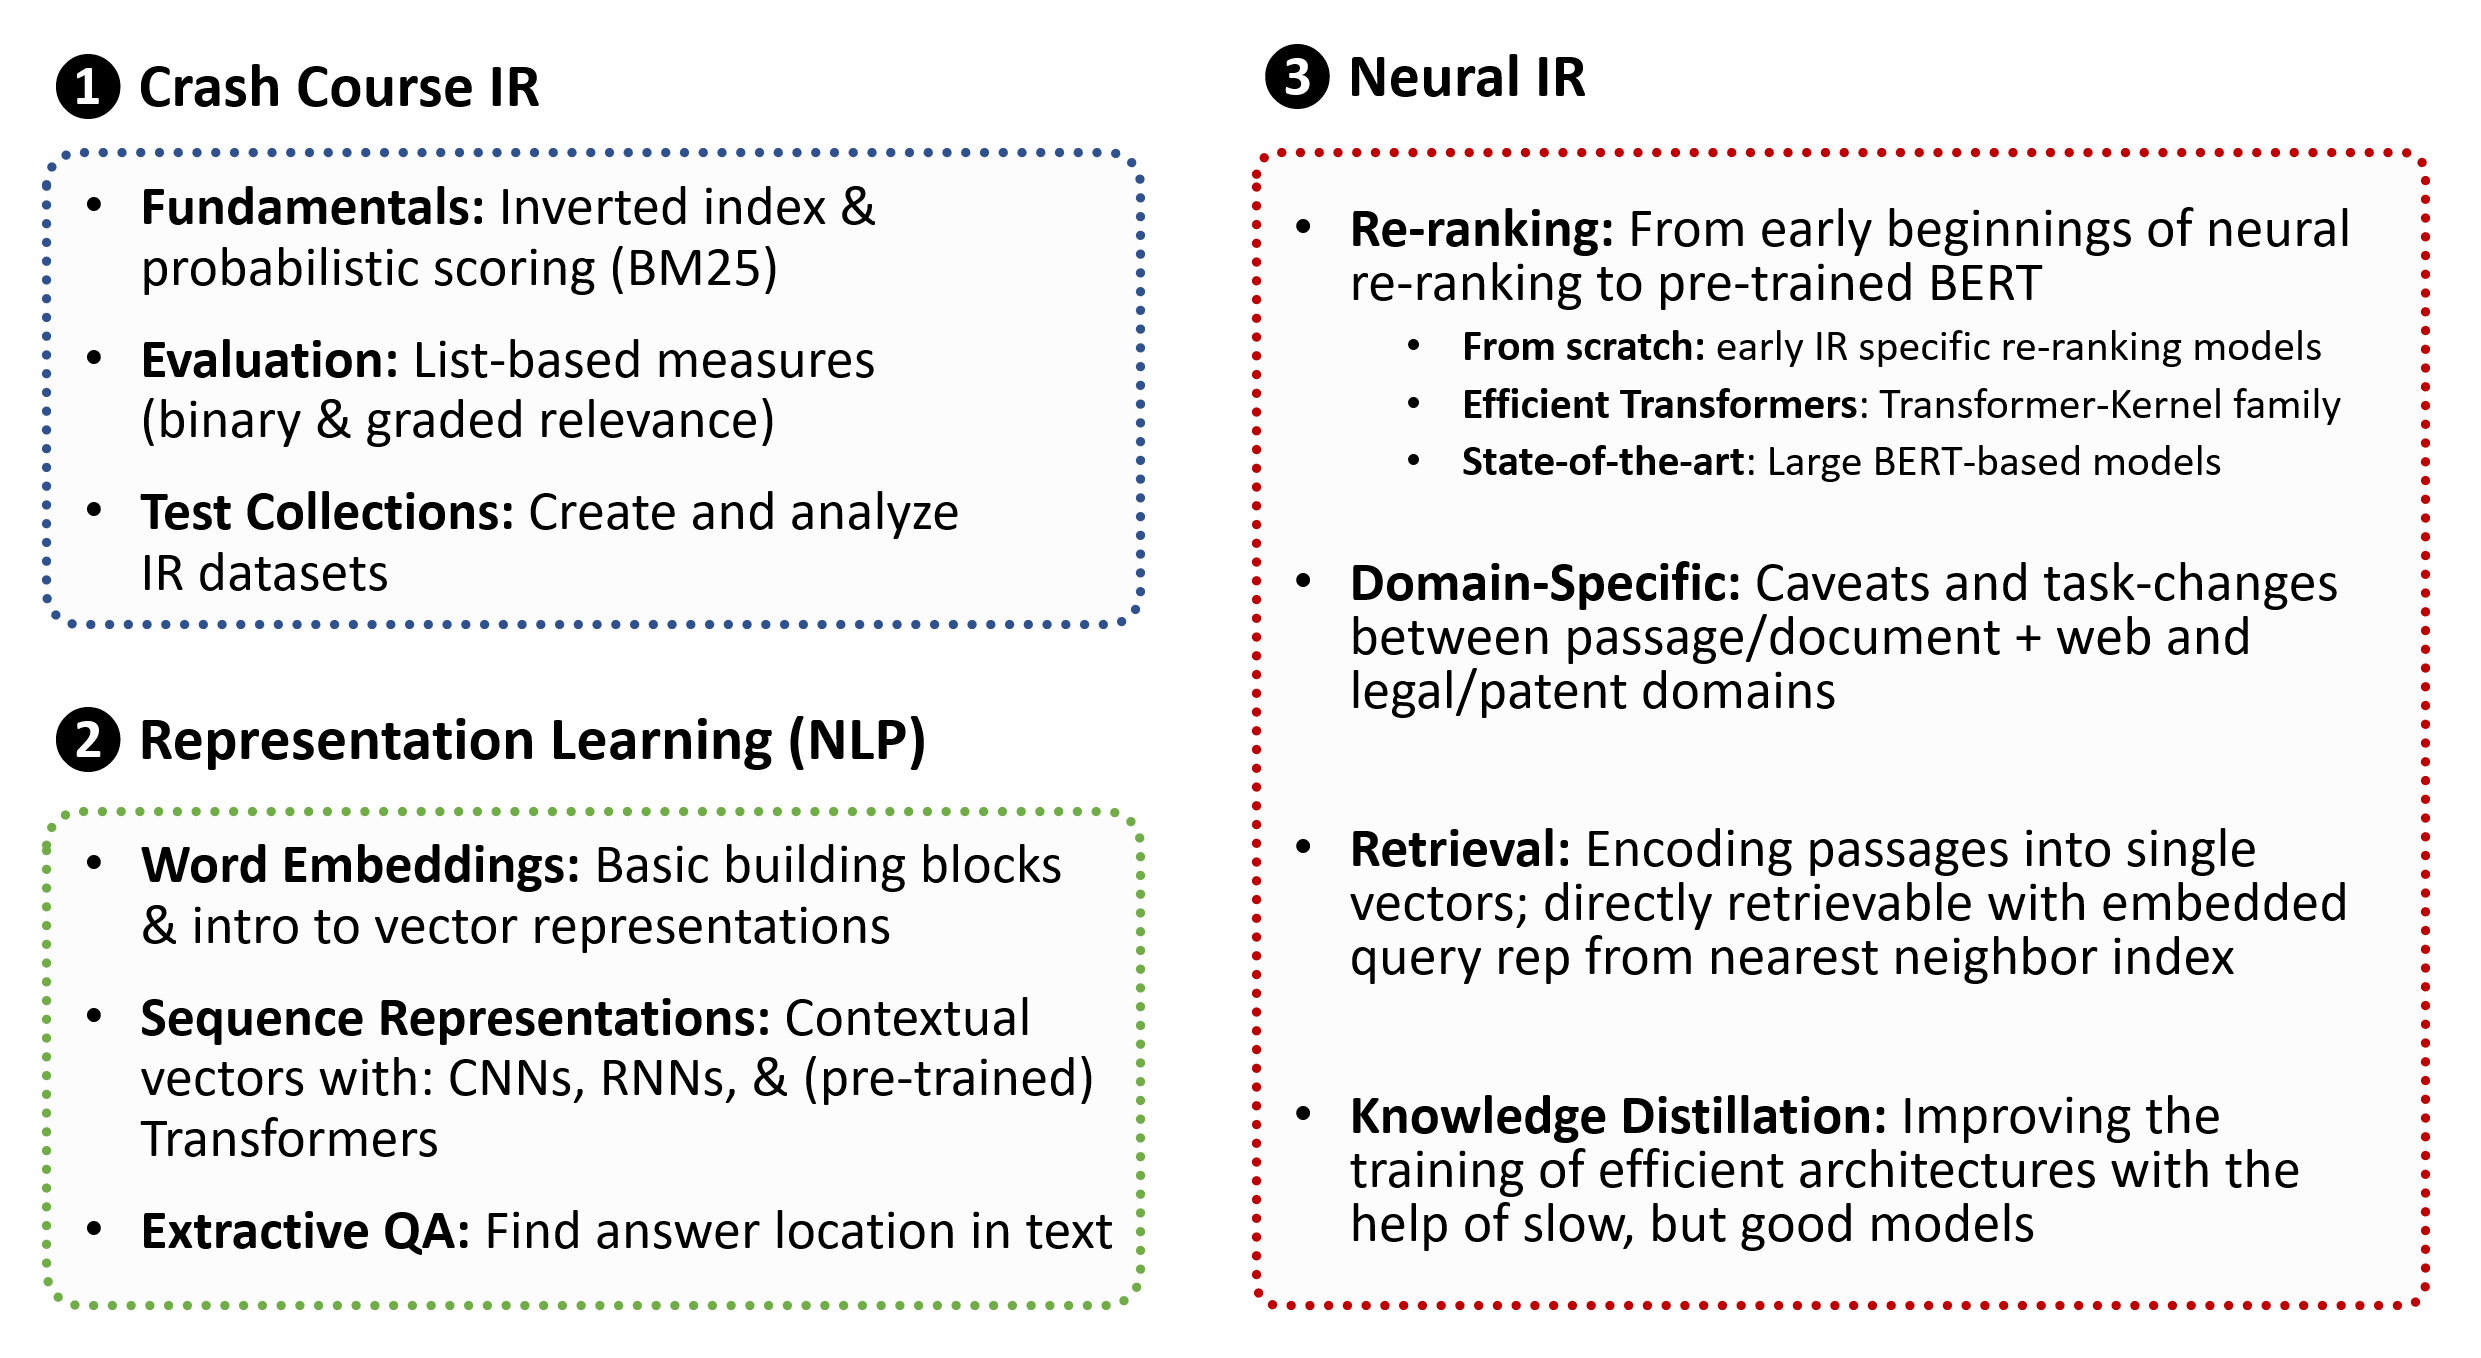 ❶ Crash Course IR
• Fundamentals: Inverted index &
probabilistic scoring (BM25)
• Evaluation: List-based measures
(binary & graded relevance)
• Test Collections: Create and analyze
IR datasets
❷ Representation Learning (NLP)
• Word Embeddings: Basic building blocks
& intro to vector representations
• Sequence Representations: Contextual
vectors with: CNNs, RNNs, & (pre-trained)
Transformers
• Extractive QA: Find answer location in text
❸ Neural IR
• Re-ranking: From early beginnings of neural
re-ranking to pre-trained BERT
• From scratch: early IR specific re-ranking models
• Efficient Transformers: Transformer-Kernel family
• State-of-the-art: Large BERT-based models
• Domain-Specific: Caveats and task-changes
between passage/document + web and
legal/patent domains
• Retrieval: Encoding passages into single
vectors; directly retrievable with embedded
query rep from nearest neighbor index
• Knowledge Distillation: Improving the
training of efficient architectures with the
help of slow, but good models